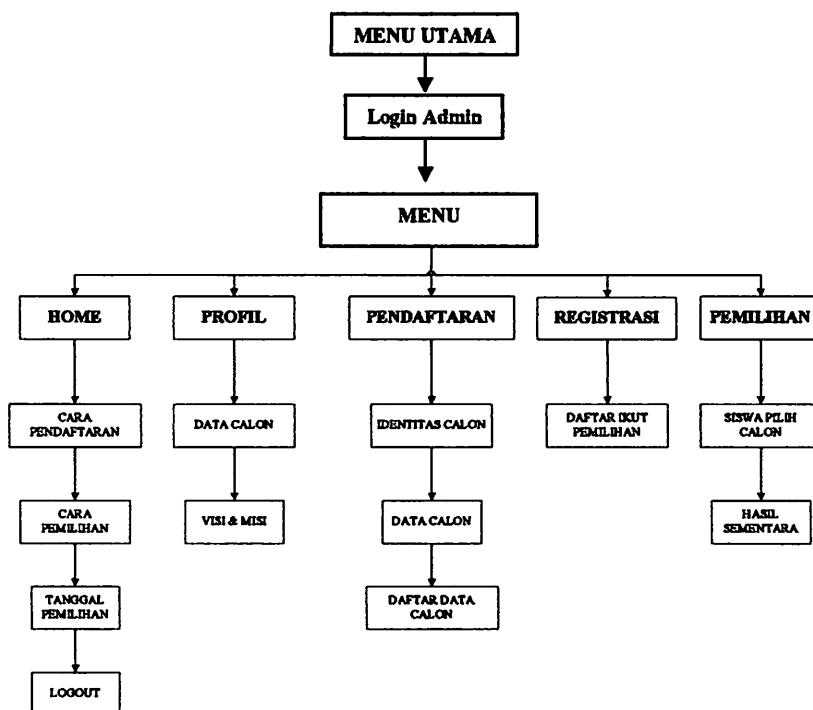 MENU UTAMA
Login Admin
MENU
HOME
PROFIL
PENDAFTARAN
REGISTRASI
PEMILIHAN
CARA
PENDAFTARAN
DATA CALON
IDENTITAS CALON
DAFTAR IKUT
PEMILIHAN
SISWA PILIH
CALON
CARA
PEMILIHAN
VISI & MISI
DATA CALON
HASIL
SEMENTARA
TANGGAL
PEMILIHAN
DAFTAR DATA
CALON
LOGOUT